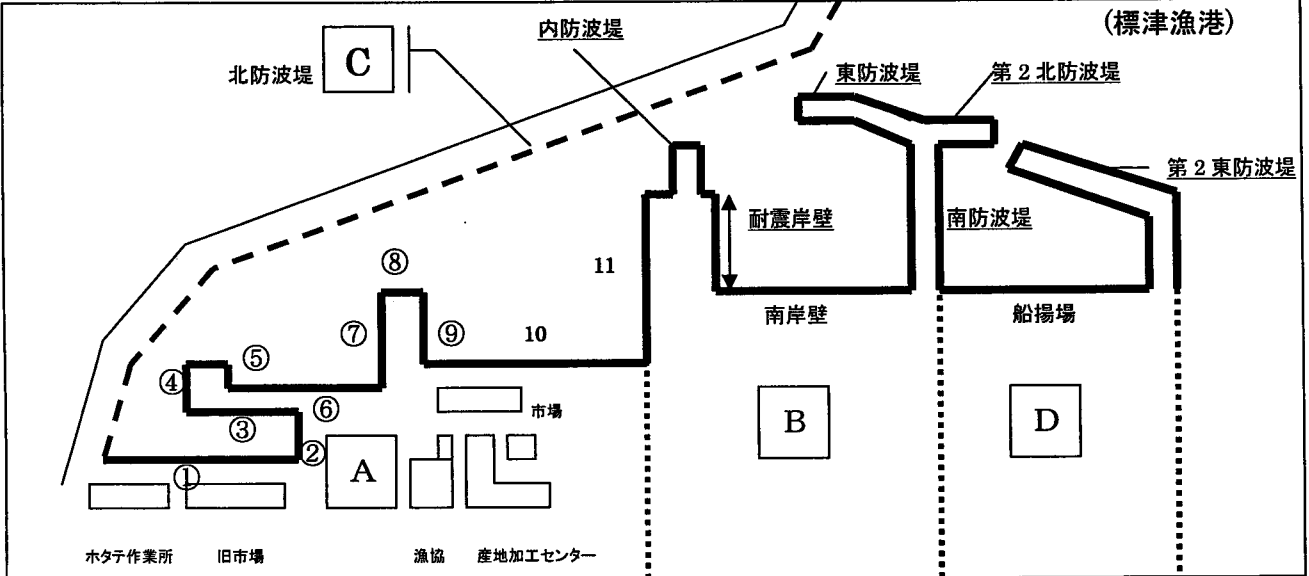 (標津漁港)
内防波堤
北防波堤
C
東防波堤
第2北防波堤
第2東防波堤
耐震岸壁
南防波堤
⑧
11
⑦
⑨
10
南岸壁
船揚場
⑤
④
⑥
市場
③
②
①
A
B
D
ホタテ作業所
旧市場
漁協
産地加工センター